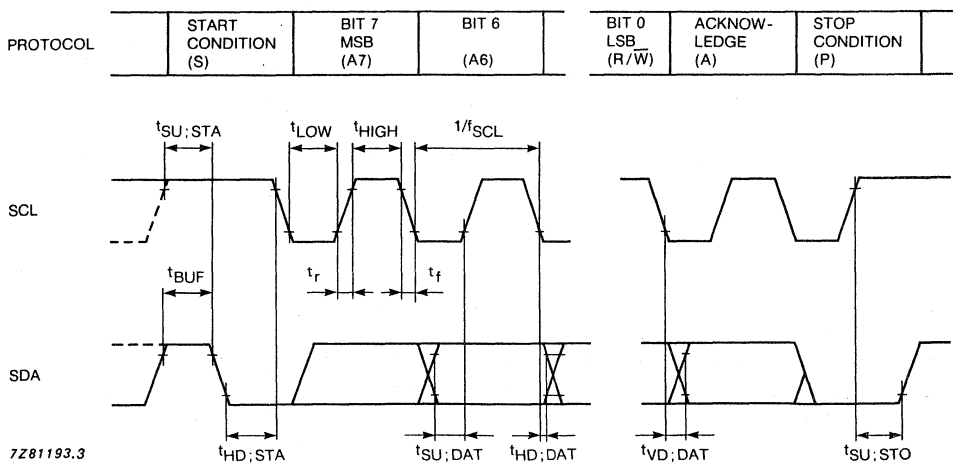 PROTOCOL
START
CONDITION
(S)
BIT 7
MSB
(A7)
BIT 6
(A6)
BIT 0
LSB
(R/W̅)
ACKNOW-
LEDGE
(A)
STOP
CONDITION
(P)
tSU;STA
tLOW
tHIGH
1/fSCL
SCL
tBUF
tr
tf
SDA
7Z81193.3
tHD;STA
tSU;DAT
tHD;DAT
tVD;DAT
tSU;STO